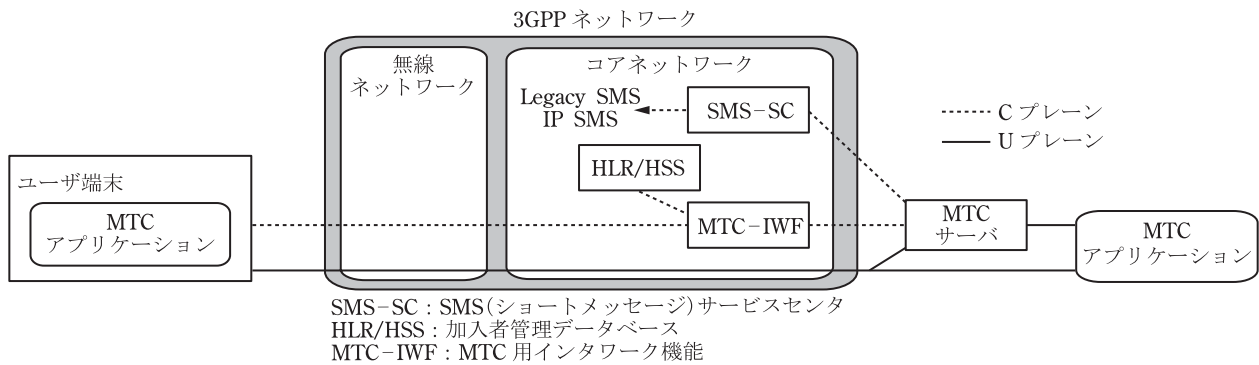 3GPP ネットワーク
無線
ネットワーク
コアネットワーク
Legacy SMS
IP SMS
SMS-SC
HLR/HSS
MTC-IWF
C プレーン
U プレーン
ユーザ端末
MTC
アプリケーション
MTC
サーバ
MTC
アプリケーション
SMS-SC：SMS(ショートメッセージ)サービスセンタ
HLR/HSS：加入者管理データベース
MTC-IWF：MTC 用インタワーク機能